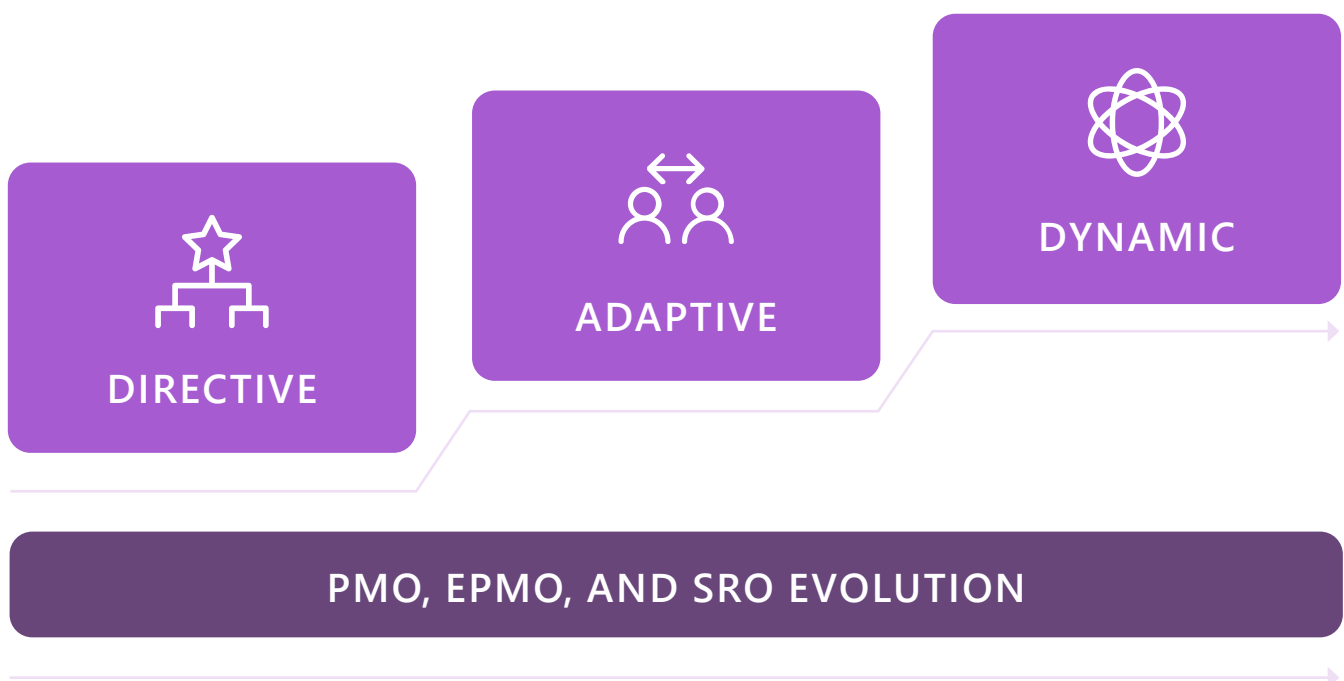 DIRECTIVE
ADAPTIVE
DYNAMIC
PMO, EPMO, AND SRO EVOLUTION